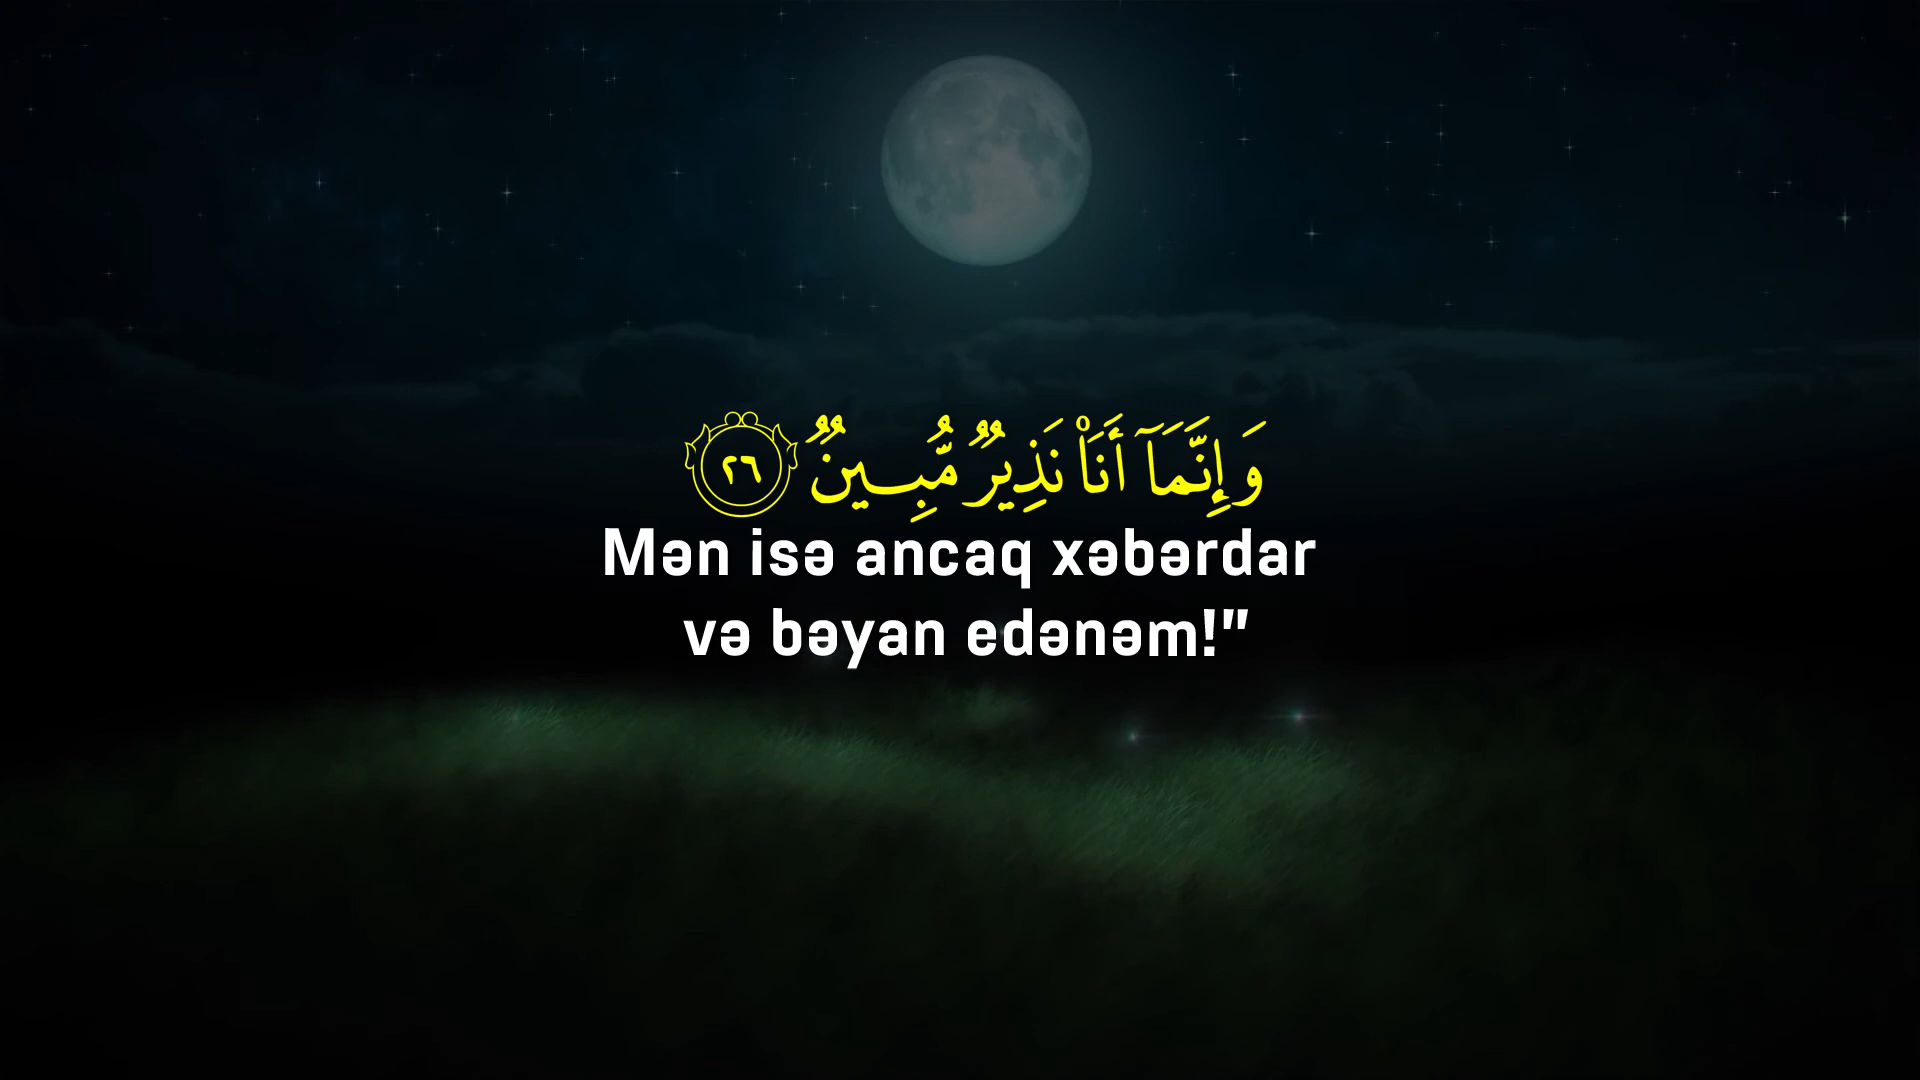 وَإِنَّمَآ أَنَا۠ نَذِيرٌۭ مُّبِينٌۭ ٢٦
Mən isə ancaq xəbərdar
və bəyan edənəm!”